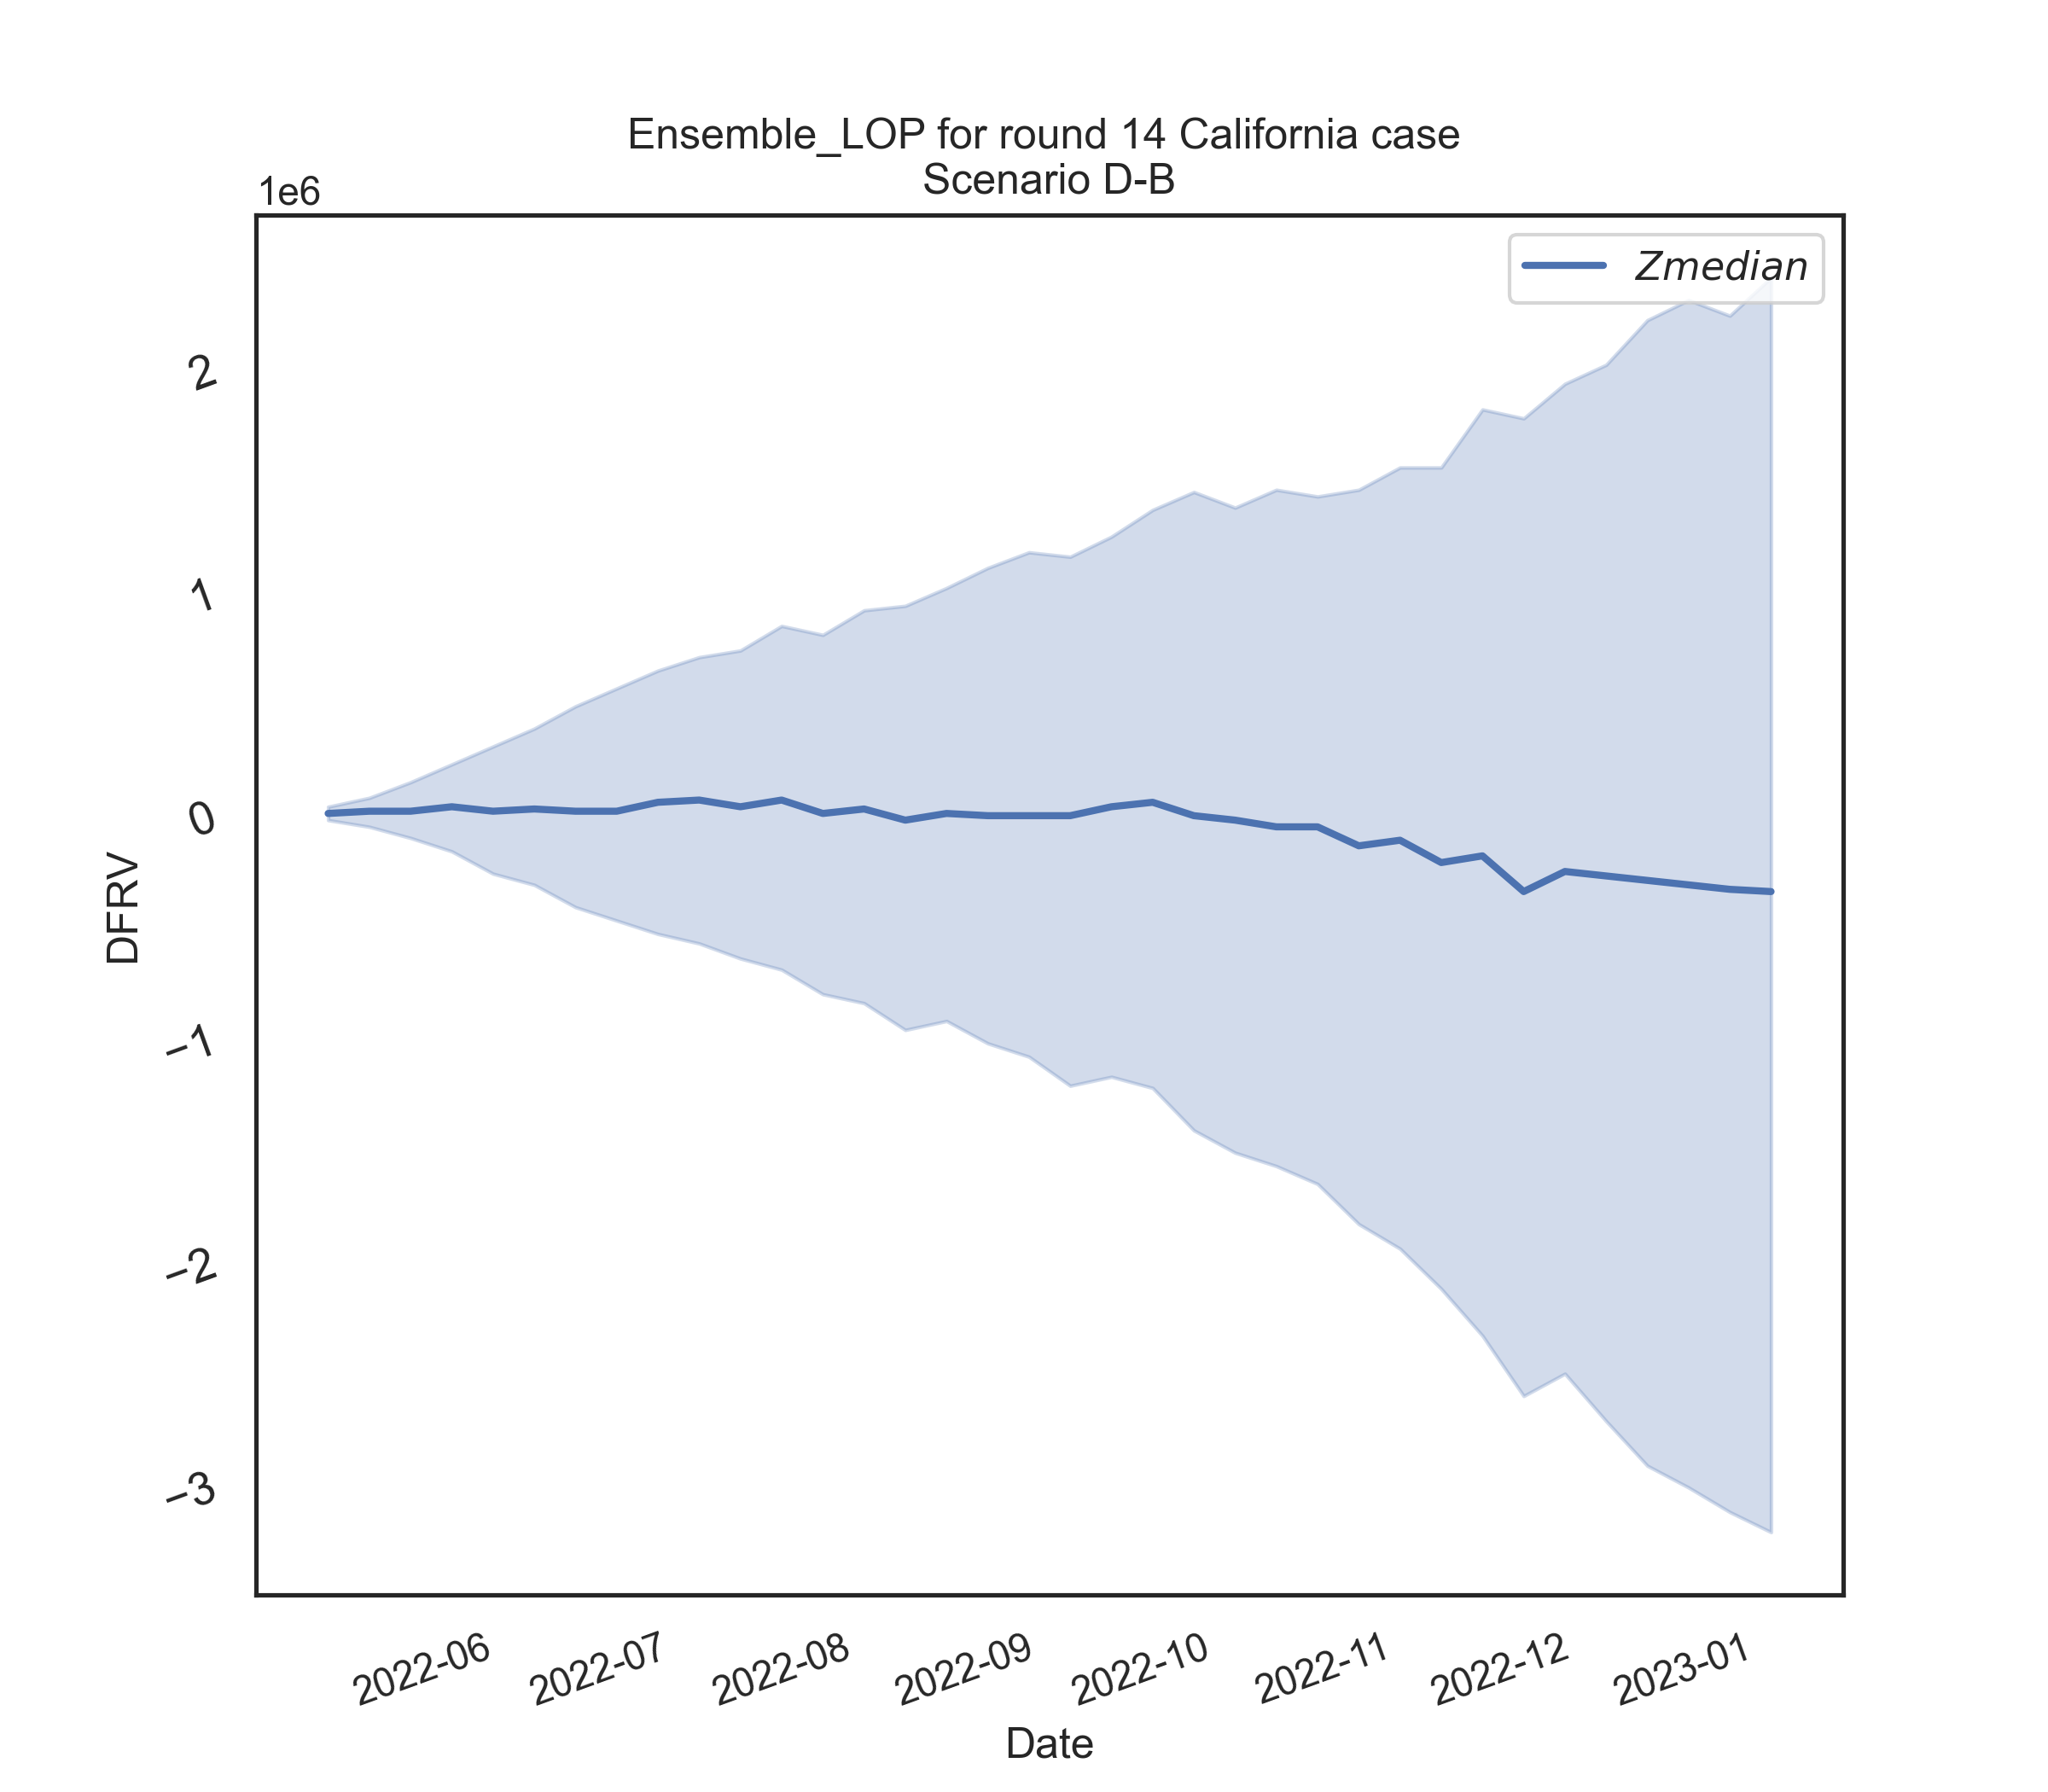 Ensemble_LOP for round 14 California case
Scenario D-B
1e6
Zmedian
2
1
0
−1
−2
−3
DFRV
2022-06
2022-07
2022-08
2022-09
2022-10
2022-11
2022-12
2023-01
Date